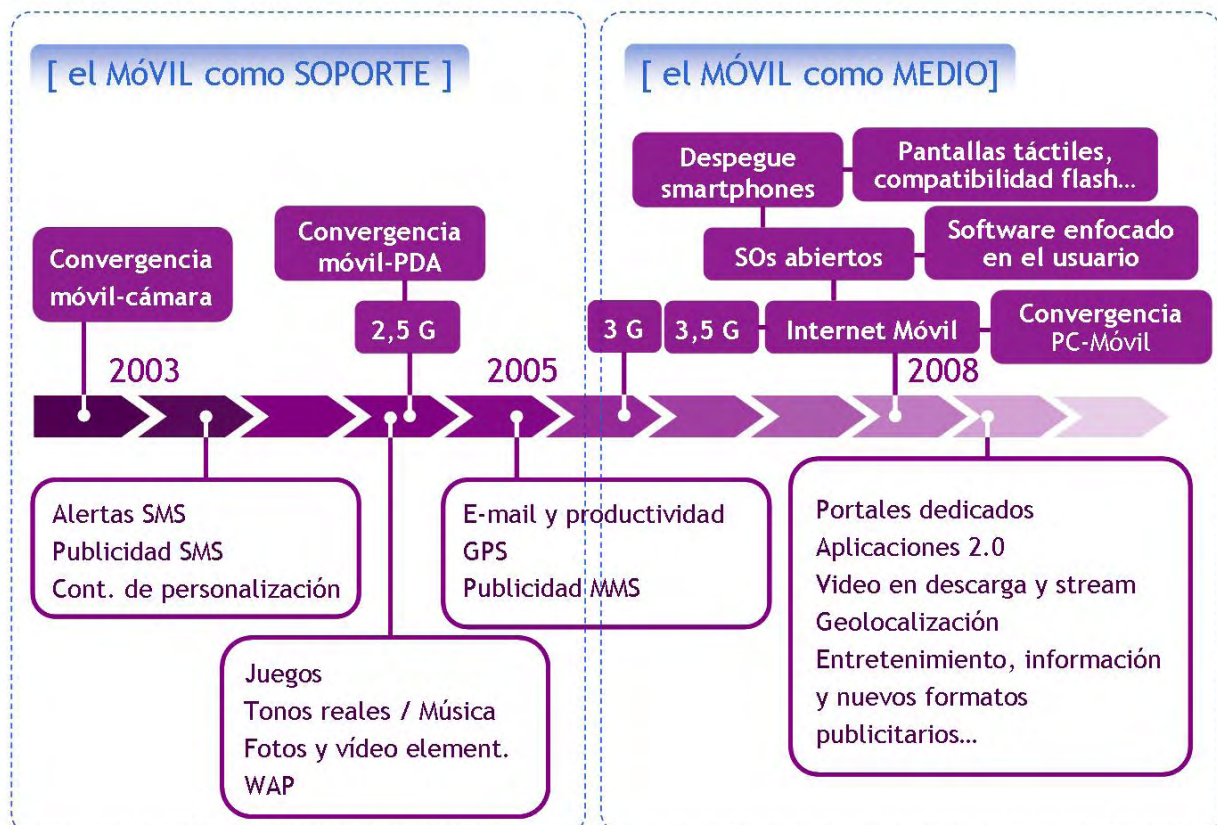 [ el MóVIL como SOPORTE ]
[ el MÓVIL como MEDIO]
Despegue
smartphones
Pantallas táctiles,
compatibilidad flash...
Convergencia
móvil-cámara
Convergencia
móvil-PDA
SOs abiertos
Software enfocado
en el usuario
2,5 G
3 G
3,5 G
Internet Móvil
Convergencia
PC-Móvil
2003
2005
2008
Alertas SMS
Publicidad SMS
Cont. de personalización
Juegos
Tonos reales / Música
Fotos y vídeo element.
WAP
E-mail y productividad
GPS
Publicidad MMS
Portales dedicados
Aplicaciones 2.0
Video en descarga y stream
Geolocalización
Entretenimiento, información
y nuevos formatos
publicitarios...